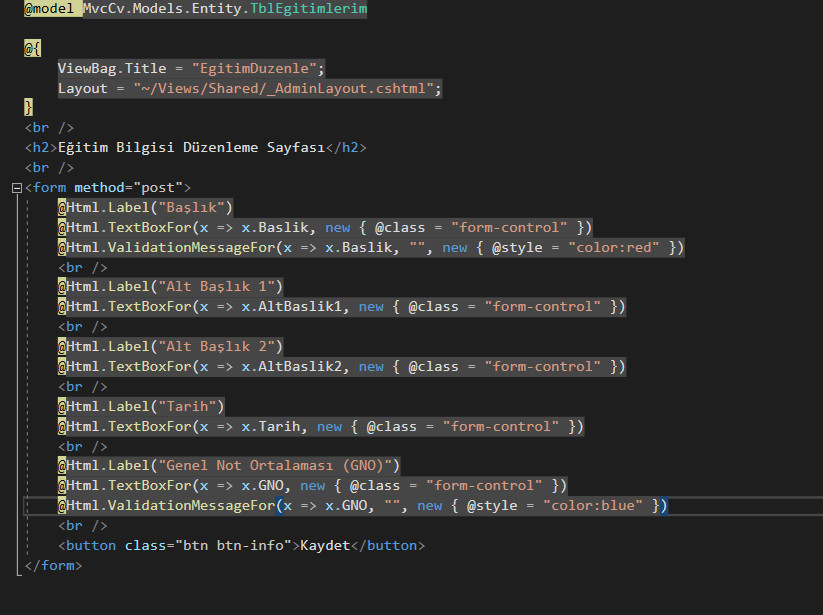 @model MvcCv.Models.Entity.TblEgitimlerim
@{
ViewBag.Title = "EgitimDuzenle";
Layout = "~/Views/Shared/_AdminLayout.cshtml";
}
<br />
<h2>Eğitim Bilgisi Düzenleme Sayfası</h2>
<br />
<form method="post">
@Html.Label("Başlık")
@Html.TextBoxFor(x => x.Baslik, new { @class = "form-control" })
@Html.ValidationMessageFor(x => x.Baslik, "", new { @style = "color:red" })
<br />
@Html.Label("Alt Başlık 1")
@Html.TextBoxFor(x => x.AltBaslik1, new { @class = "form-control" })
<br />
@Html.Label("Alt Başlık 2")
@Html.TextBoxFor(x => x.AltBaslik2, new { @class = "form-control" })
<br />
@Html.Label("Tarih")
@Html.TextBoxFor(x => x.Tarih, new { @class = "form-control" })
<br />
@Html.Label("Genel Not Ortalaması (GNO)")
@Html.TextBoxFor(x => x.GNO, new { @class = "form-control" })
@Html.ValidationMessageFor(x => x.GNO, "", new { @style = "color:blue" })
<br />
<button class="btn btn-info">Kaydet</button>
</form>